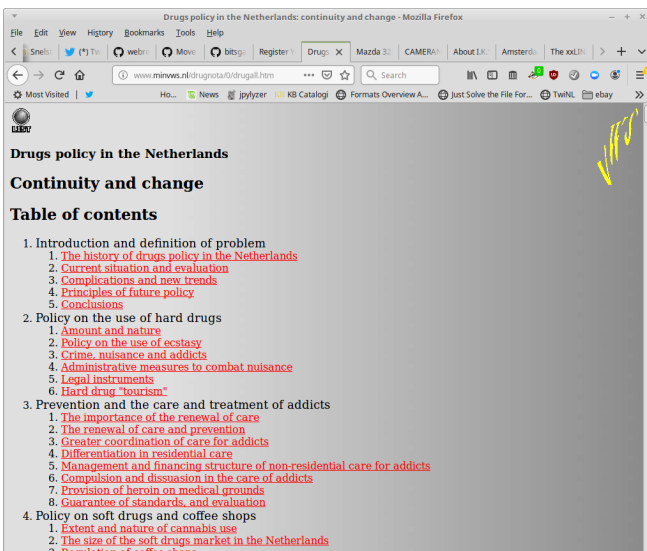 Drugs policy in the Netherlands: continuity and change - Mozilla Firefox
File Edit View History Bookmarks Tools Help
Snels (*) Tw webr Move bitsg Register Y Drugs Mazda 32 CAMERA About I.K. Amsterda The xxLIN
www.minvws.nl/drugnota/0/drugall.htm Search
Most Visited Ho... News jpylyzer KB Catalogi Formats Overview A... Just Solve the File For... TwiNL ebay
BEST
Drugs policy in the Netherlands
Continuity and change
Table of contents
1. Introduction and definition of problem
1. The history of drugs policy in the Netherlands
2. Current situation and evaluation
3. Complications and new trends
4. Principles of future policy
5. Conclusions
2. Policy on the use of hard drugs
1. Amount and nature
2. Policy on the use of ecstasy
3. Crime, nuisance and addicts
4. Administrative measures to combat nuisance
5. Legal instruments
6. Hard drug "tourism"
3. Prevention and the care and treatment of addicts
1. The importance of the renewal of care
2. The renewal of care and prevention
3. Greater coordination of care for addicts
4. Differentiation in residential care
5. Management and financing structure of non-residential care for addicts
6. Compulsion and dissuasion in the care of addicts
7. Provision of heroin on medical grounds
8. Guarantee of standards, and evaluation
4. Policy on soft drugs and coffee shops
1. Extent and nature of cannabis use
2. The size of the soft drugs market in the Netherlands